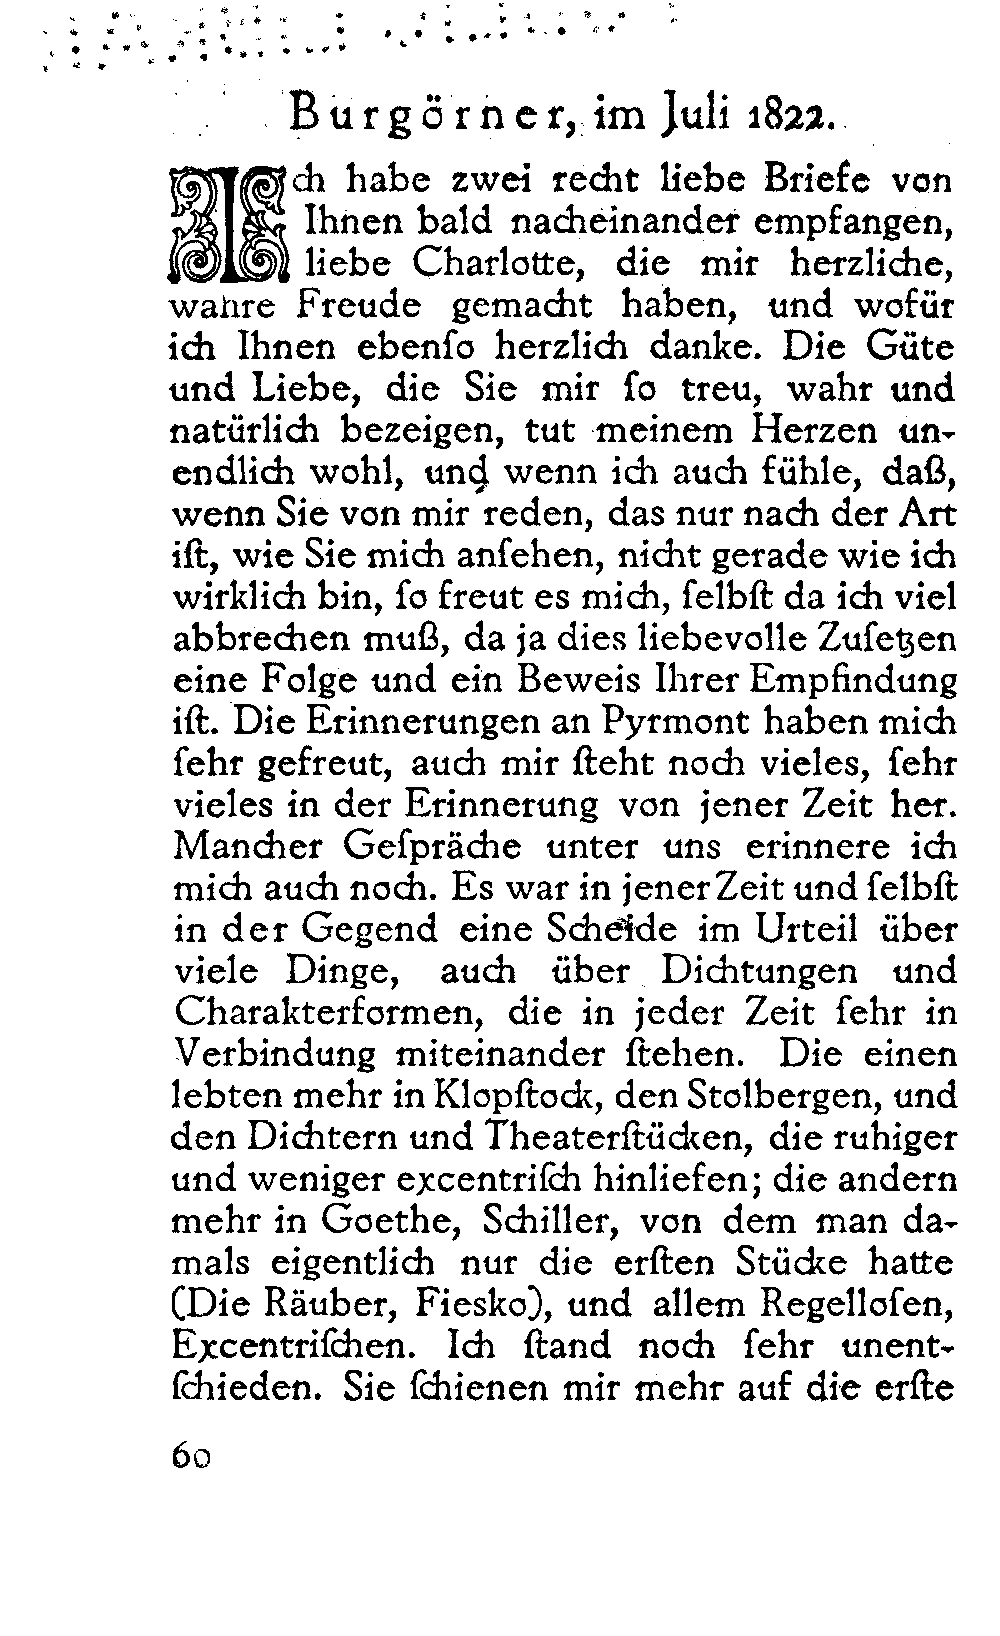 Burgörner, im Juli 1822.
Ich habe zwei recht liebe Briefe von
Ihnen bald nacheinander empfangen,
liebe Charlotte, die mir herzliche,
wahre Freude gemacht haben, und wofür
ich Ihnen ebenſo herzlich danke. Die Güte
und Liebe, die Sie mir ſo treu, wahr und
natürlich bezeigen, tut meinem Herzen un-
endlich wohl, und wenn ich auch fühle, daß,
wenn Sie von mir reden, das nur nach der Art
iſt, wie Sie mich anſehen, nicht gerade wie ich
wirklich bin, ſo freut es mich, ſelbſt da ich viel
abbrechen muß, da ja dies liebevolle Zuſetzen
eine Folge und ein Beweis Ihrer Empfindung
iſt. Die Erinnerungen an Pyrmont haben mich
ſehr gefreut, auch mir ſteht noch vieles, ſehr
vieles in der Erinnerung von jener Zeit her.
Mancher Geſpräche unter uns erinnere ich
mich auch noch. Es war in jener Zeit und ſelbſt
in der Gegend eine Scheide im Urteil über
viele Dinge, auch über Dichtungen und
Charakterformen, die in jeder Zeit ſehr in
Verbindung miteinander ſtehen. Die einen
lebten mehr in Klopſtock, den Stolbergen, und
den Dichtern und Theaterſtücken, die ruhiger
und weniger excentriſch hinliefen; die andern
mehr in Goethe, Schiller, von dem man da-
mals eigentlich nur die erſten Stücke hatte
(Die Räuber, Fiesko), und allem Regelloſen,
Excentriſchen. Ich ſtand noch ſehr unent-
ſchieden. Sie ſchienen mir mehr auf die erſte
60